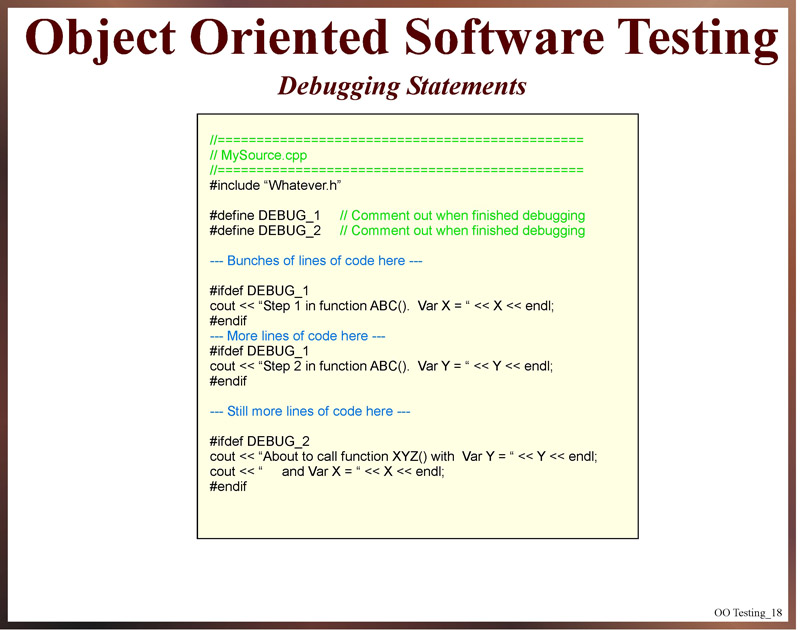 Object Oriented Software Testing
Debugging Statements
//===============================================
// MySource.cpp
//===============================================
#include “Whatever.h”
#define DEBUG_1 // Comment out when finished debugging
#define DEBUG_2 // Comment out when finished debugging
--- Bunches of lines of code here ---
#ifdef DEBUG_1
cout << “Step 1 in function ABC(). Var X = “ << X << endl;
#endif
--- More lines of code here ---
#ifdef DEBUG_1
cout << “Step 2 in function ABC(). Var Y = “ << Y << endl;
#endif
--- Still more lines of code here ---
#ifdef DEBUG_2
cout << “About to call function XYZ() with Var Y = “ << Y << endl;
cout << “ and Var X = “ << X << endl;
#endif
OO Testing_18